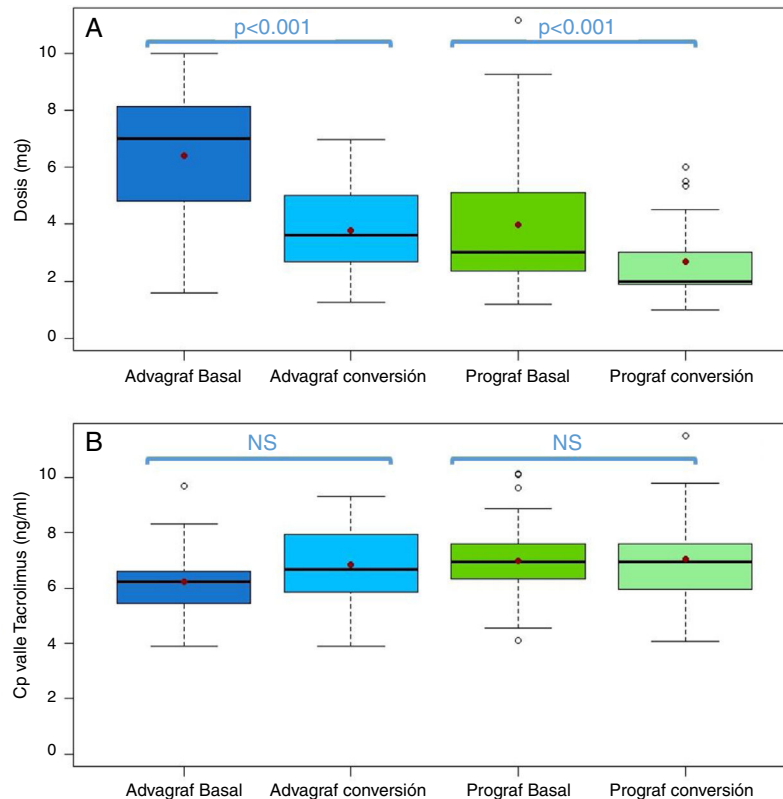 A
p<0.001
p<0.001
Dosis (mg)
10
8
6
4
2
0
Advagraf Basal
Advagraf conversión
Prograf Basal
Prograf conversión
B
NS
NS
Cp valle Tacrolimus (ng/ml)
10
8
6
4
2
0
Advagraf Basal
Advagraf conversión
Prograf Basal
Prograf conversión